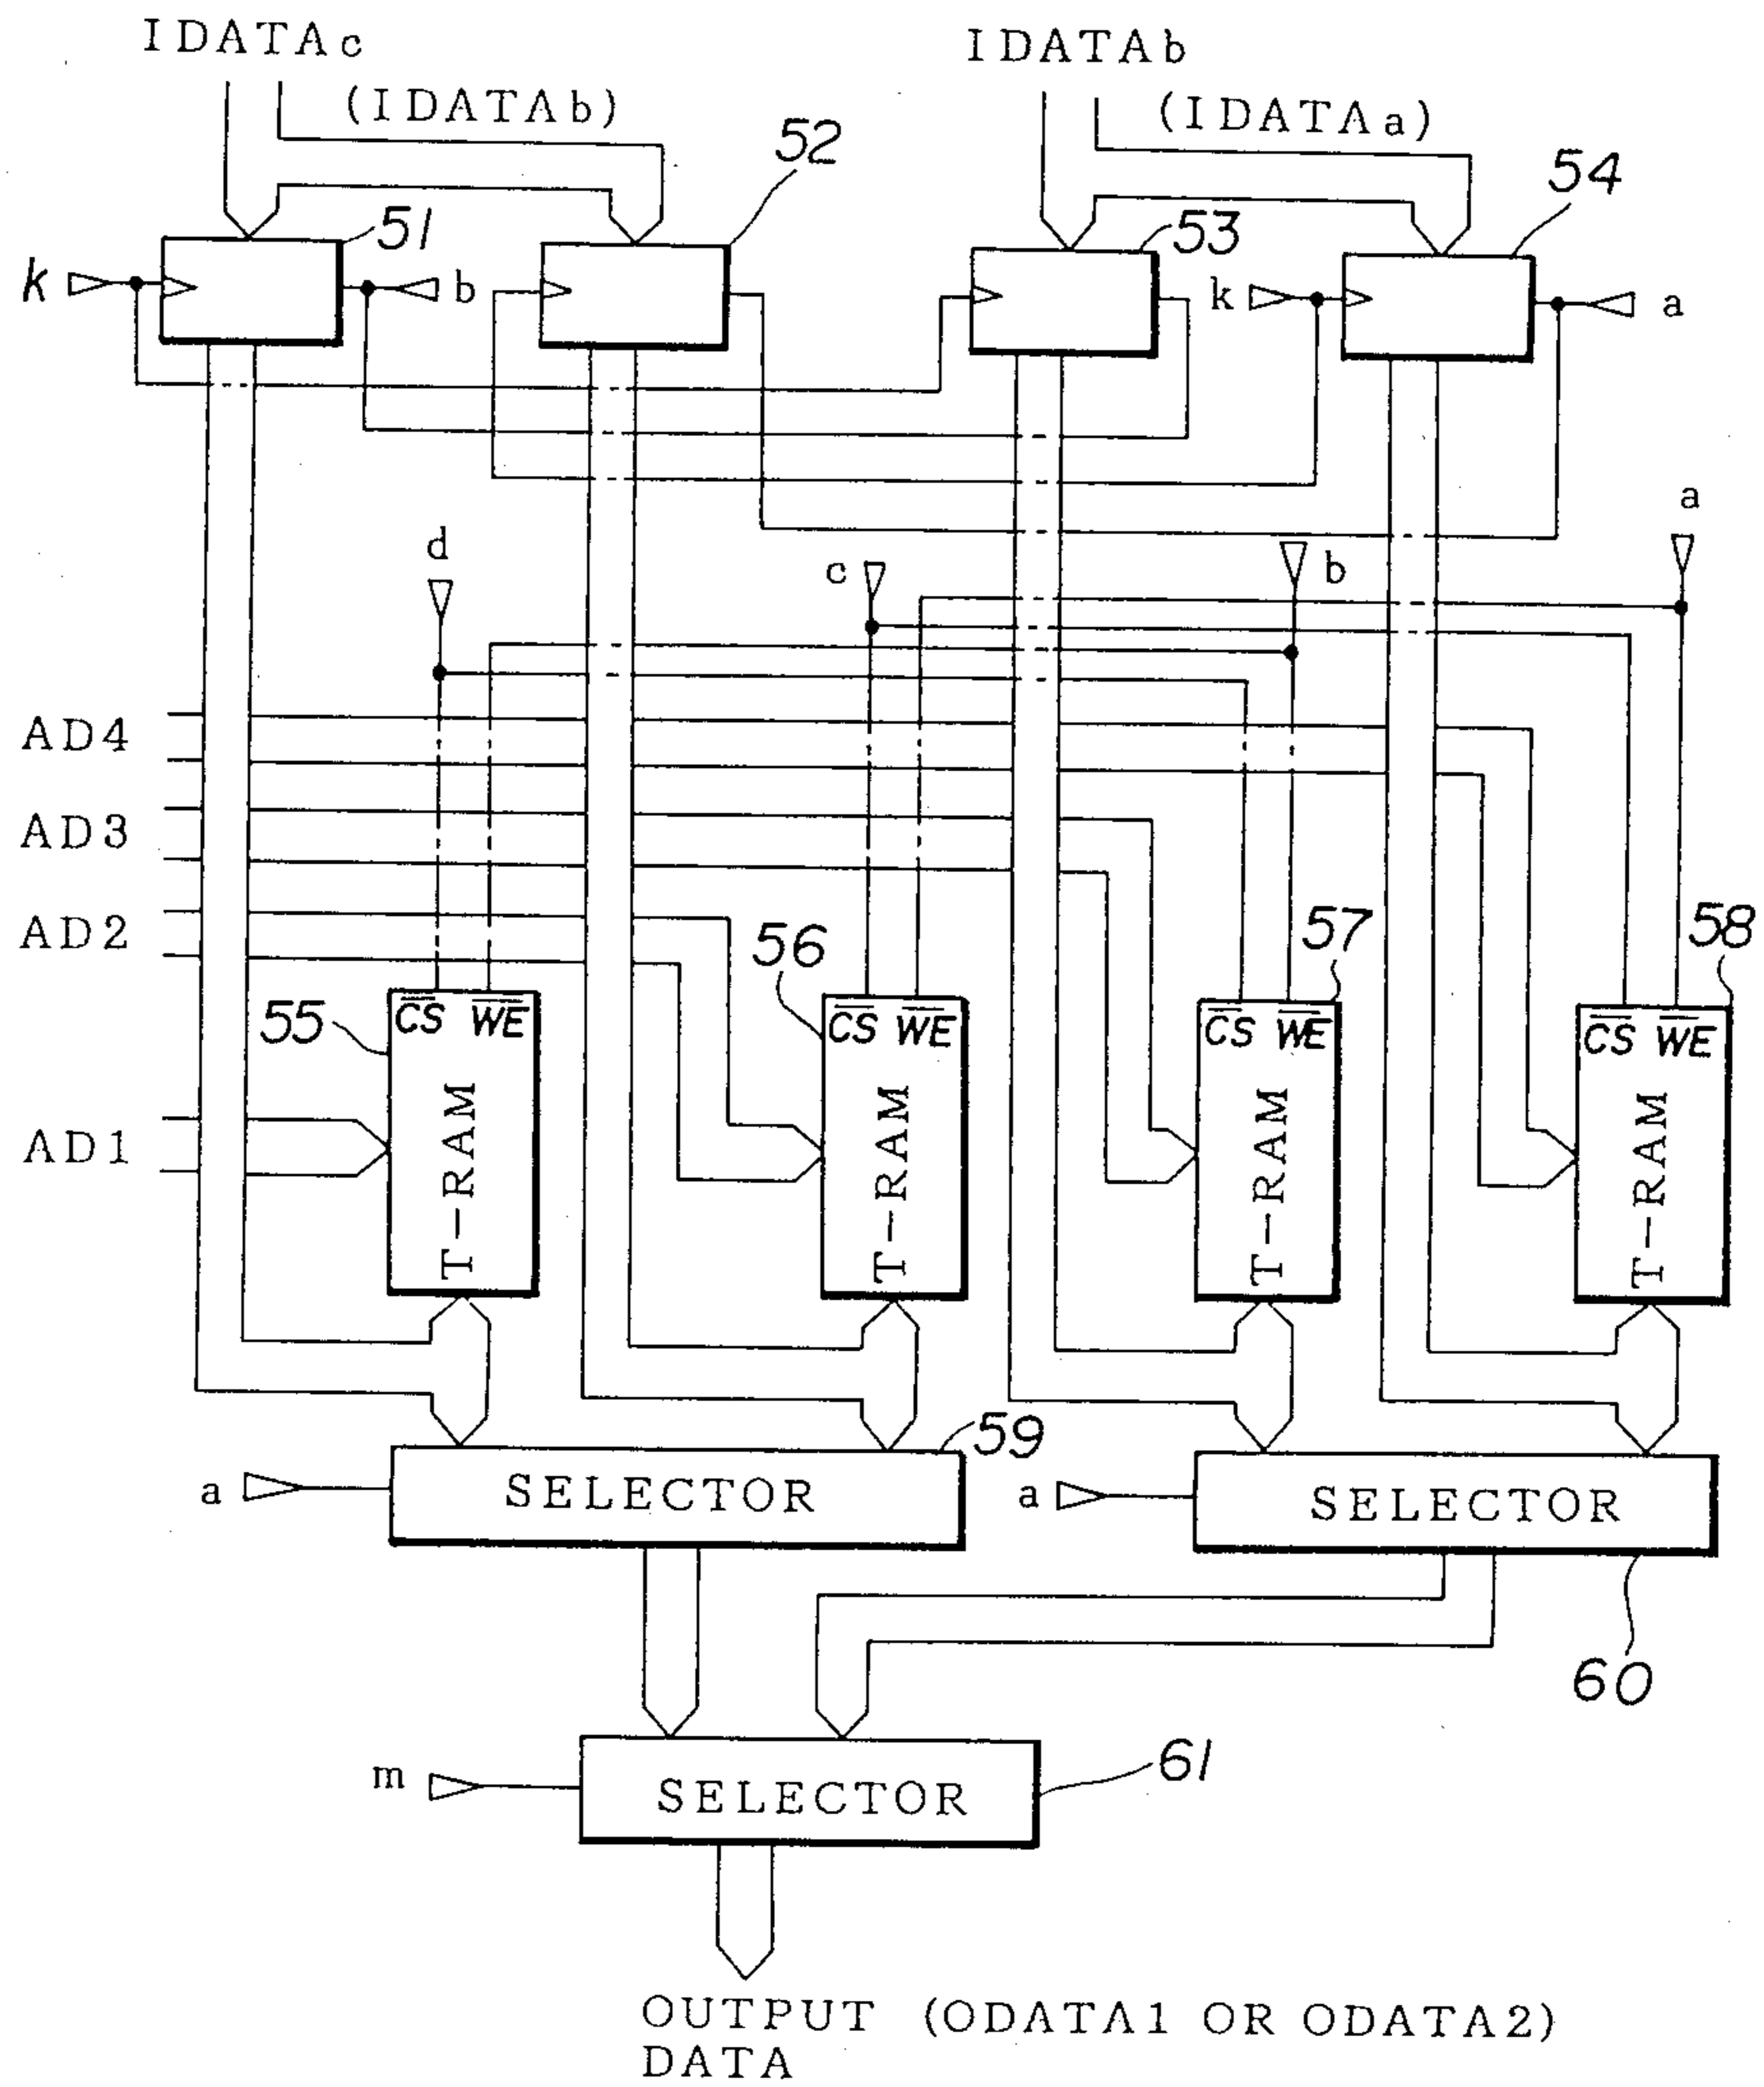 IDATAc
IDATAb
(IDATAb)
(IDATAa)
52
54
51
53
k
b
k
a
a
d
c
b
AD4
AD3
AD2
56
57
58
55
CS WE
CS WE
CS WE
CS WE
AD1
T-RAM
T-RAM
T-RAM
T-RAM
59
a
SELECTOR
a
SELECTOR
60
m
SELECTOR
61
OUTPUT (ODATA1 OR ODATA2)
DATA